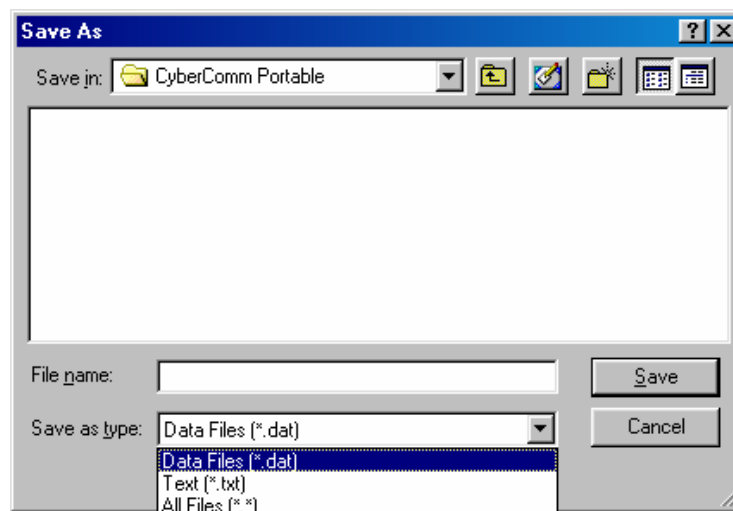 Save As
Save in: CyberComm Portable
File name:
Save
Save as type: Data Files (*.dat)
Cancel
Data Files (*.dat)
Text (*.txt)
All Files (*.*)